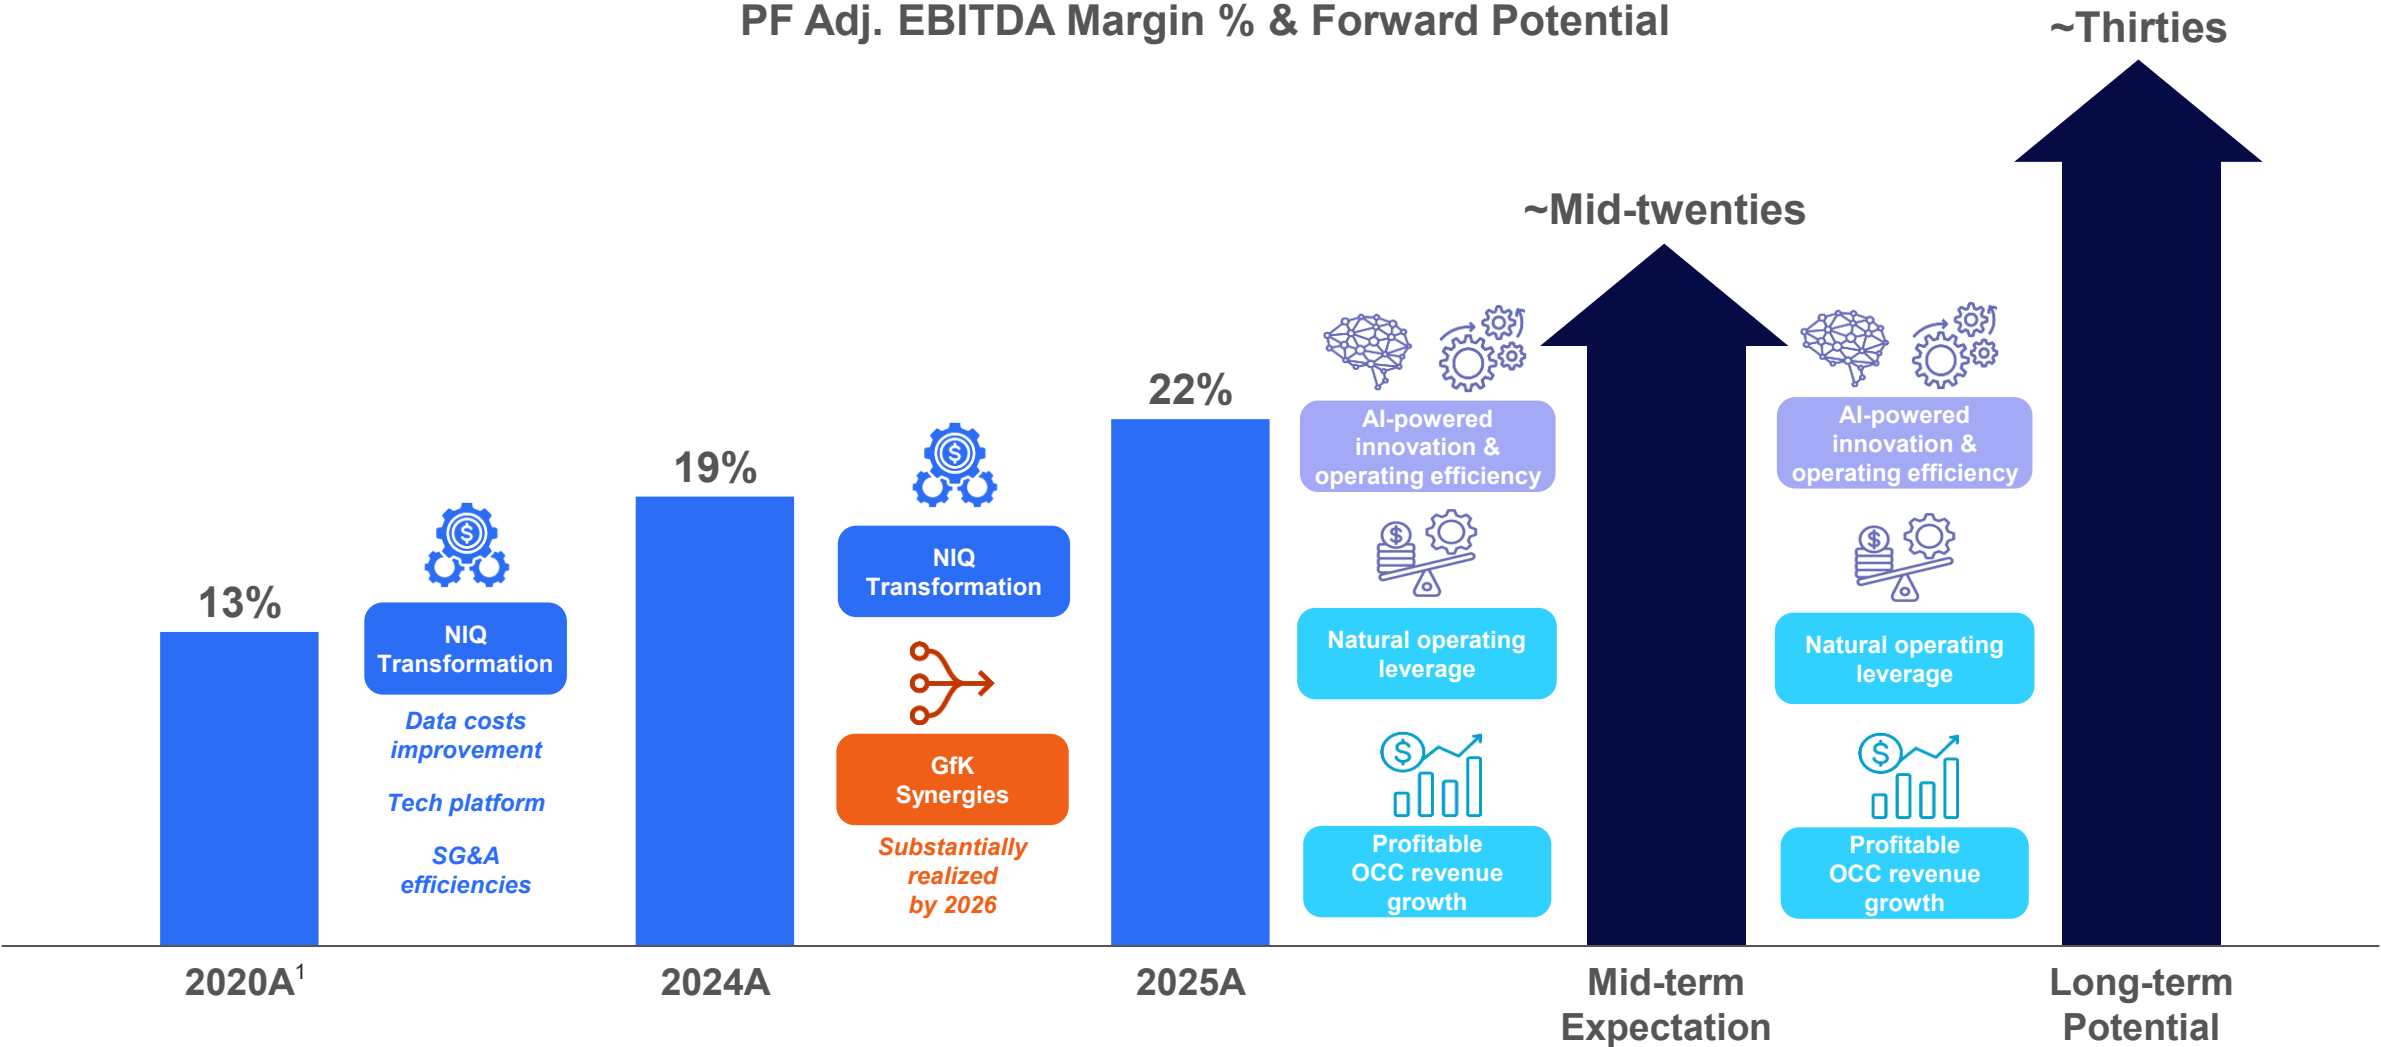 PF Adj. EBITDA Margin % & Forward Potential
13%
NIQ
Transformation
Data costs
improvement
Tech platform
SG&A
efficiencies
19%
$
NIQ
Transformation
GfK
Synergies
Substantially
realized
by 2026
22%
AI-powered
innovation &
operating efficiency
Natural operating
leverage
Profitable
OCC revenue
growth
~Mid-twenties
AI-powered
innovation &
operating efficiency
Natural operating
leverage
Profitable
OCC revenue
growth
~Thirties
2020A¹
2024A
2025A
Mid-term
Expectation
Long-term
Potential